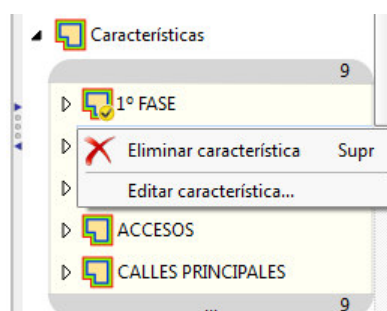 Características
9
1º FASE
Eliminar característica Supr
Editar característica...
ACCESOS
CALLES PRINCIPALES
9